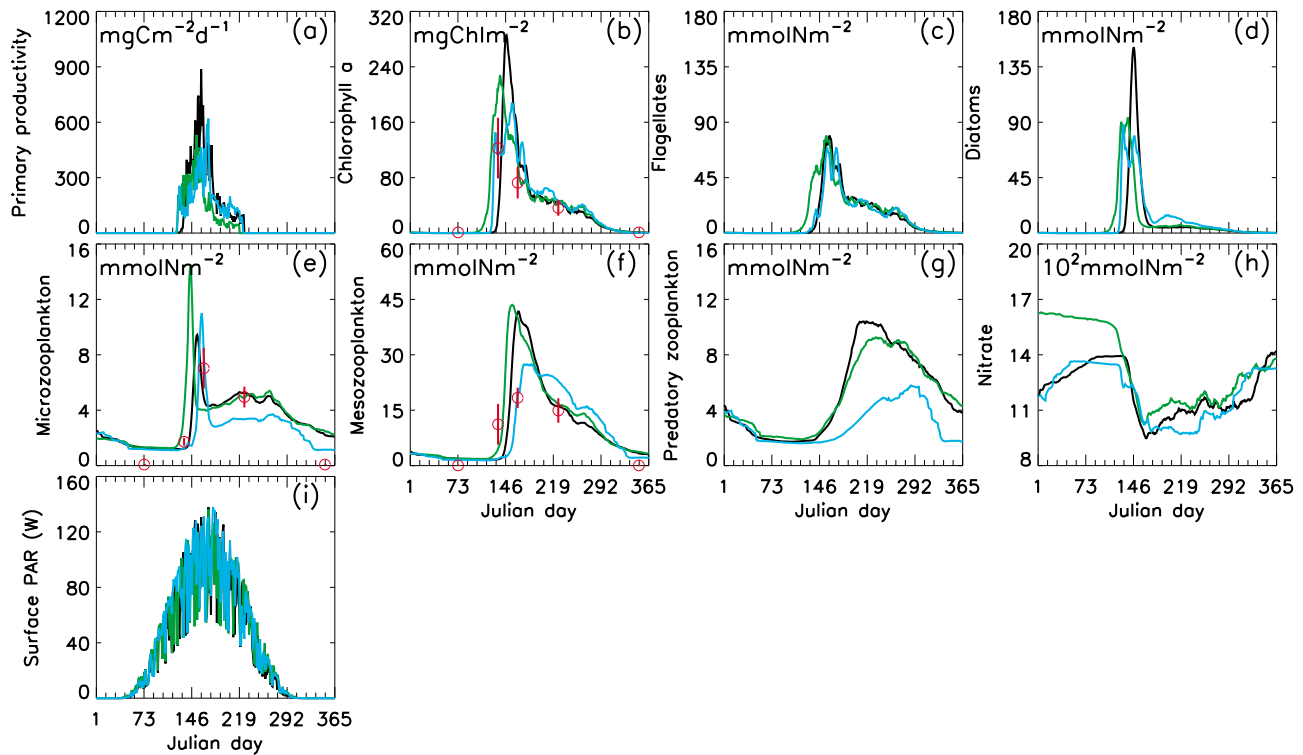 1200 900 600 300 0
Primary productivity
mgCm−2d−1 (a)
320 240 160 80 0
Chlorophyll a
mgChlm−2 (b)
180 135 90 45 0
Flagellates
mmolNm−2 (c)
180 135 90 45 0
Diatoms
mmolNm−2 (d)
16 12 8 4 0
Microzooplankton
mmolNm−2 (e)
60 45 30 15 0
Mesozooplankton
mmolNm−2 (f)
1 73 146 219 292 365
Julian day
16 12 8 4 0
Predatory zooplankton
mmolNm−2 (g)
1 73 146 219 292 365
Julian day
20 17 14 11 8
Nitrate
102mmolNm−2 (h)
1 73 146 219 292 365
Julian day
160 120 80 40 0
Surface PAR (W)
(i)
1 73 146 219 292 365
Julian day